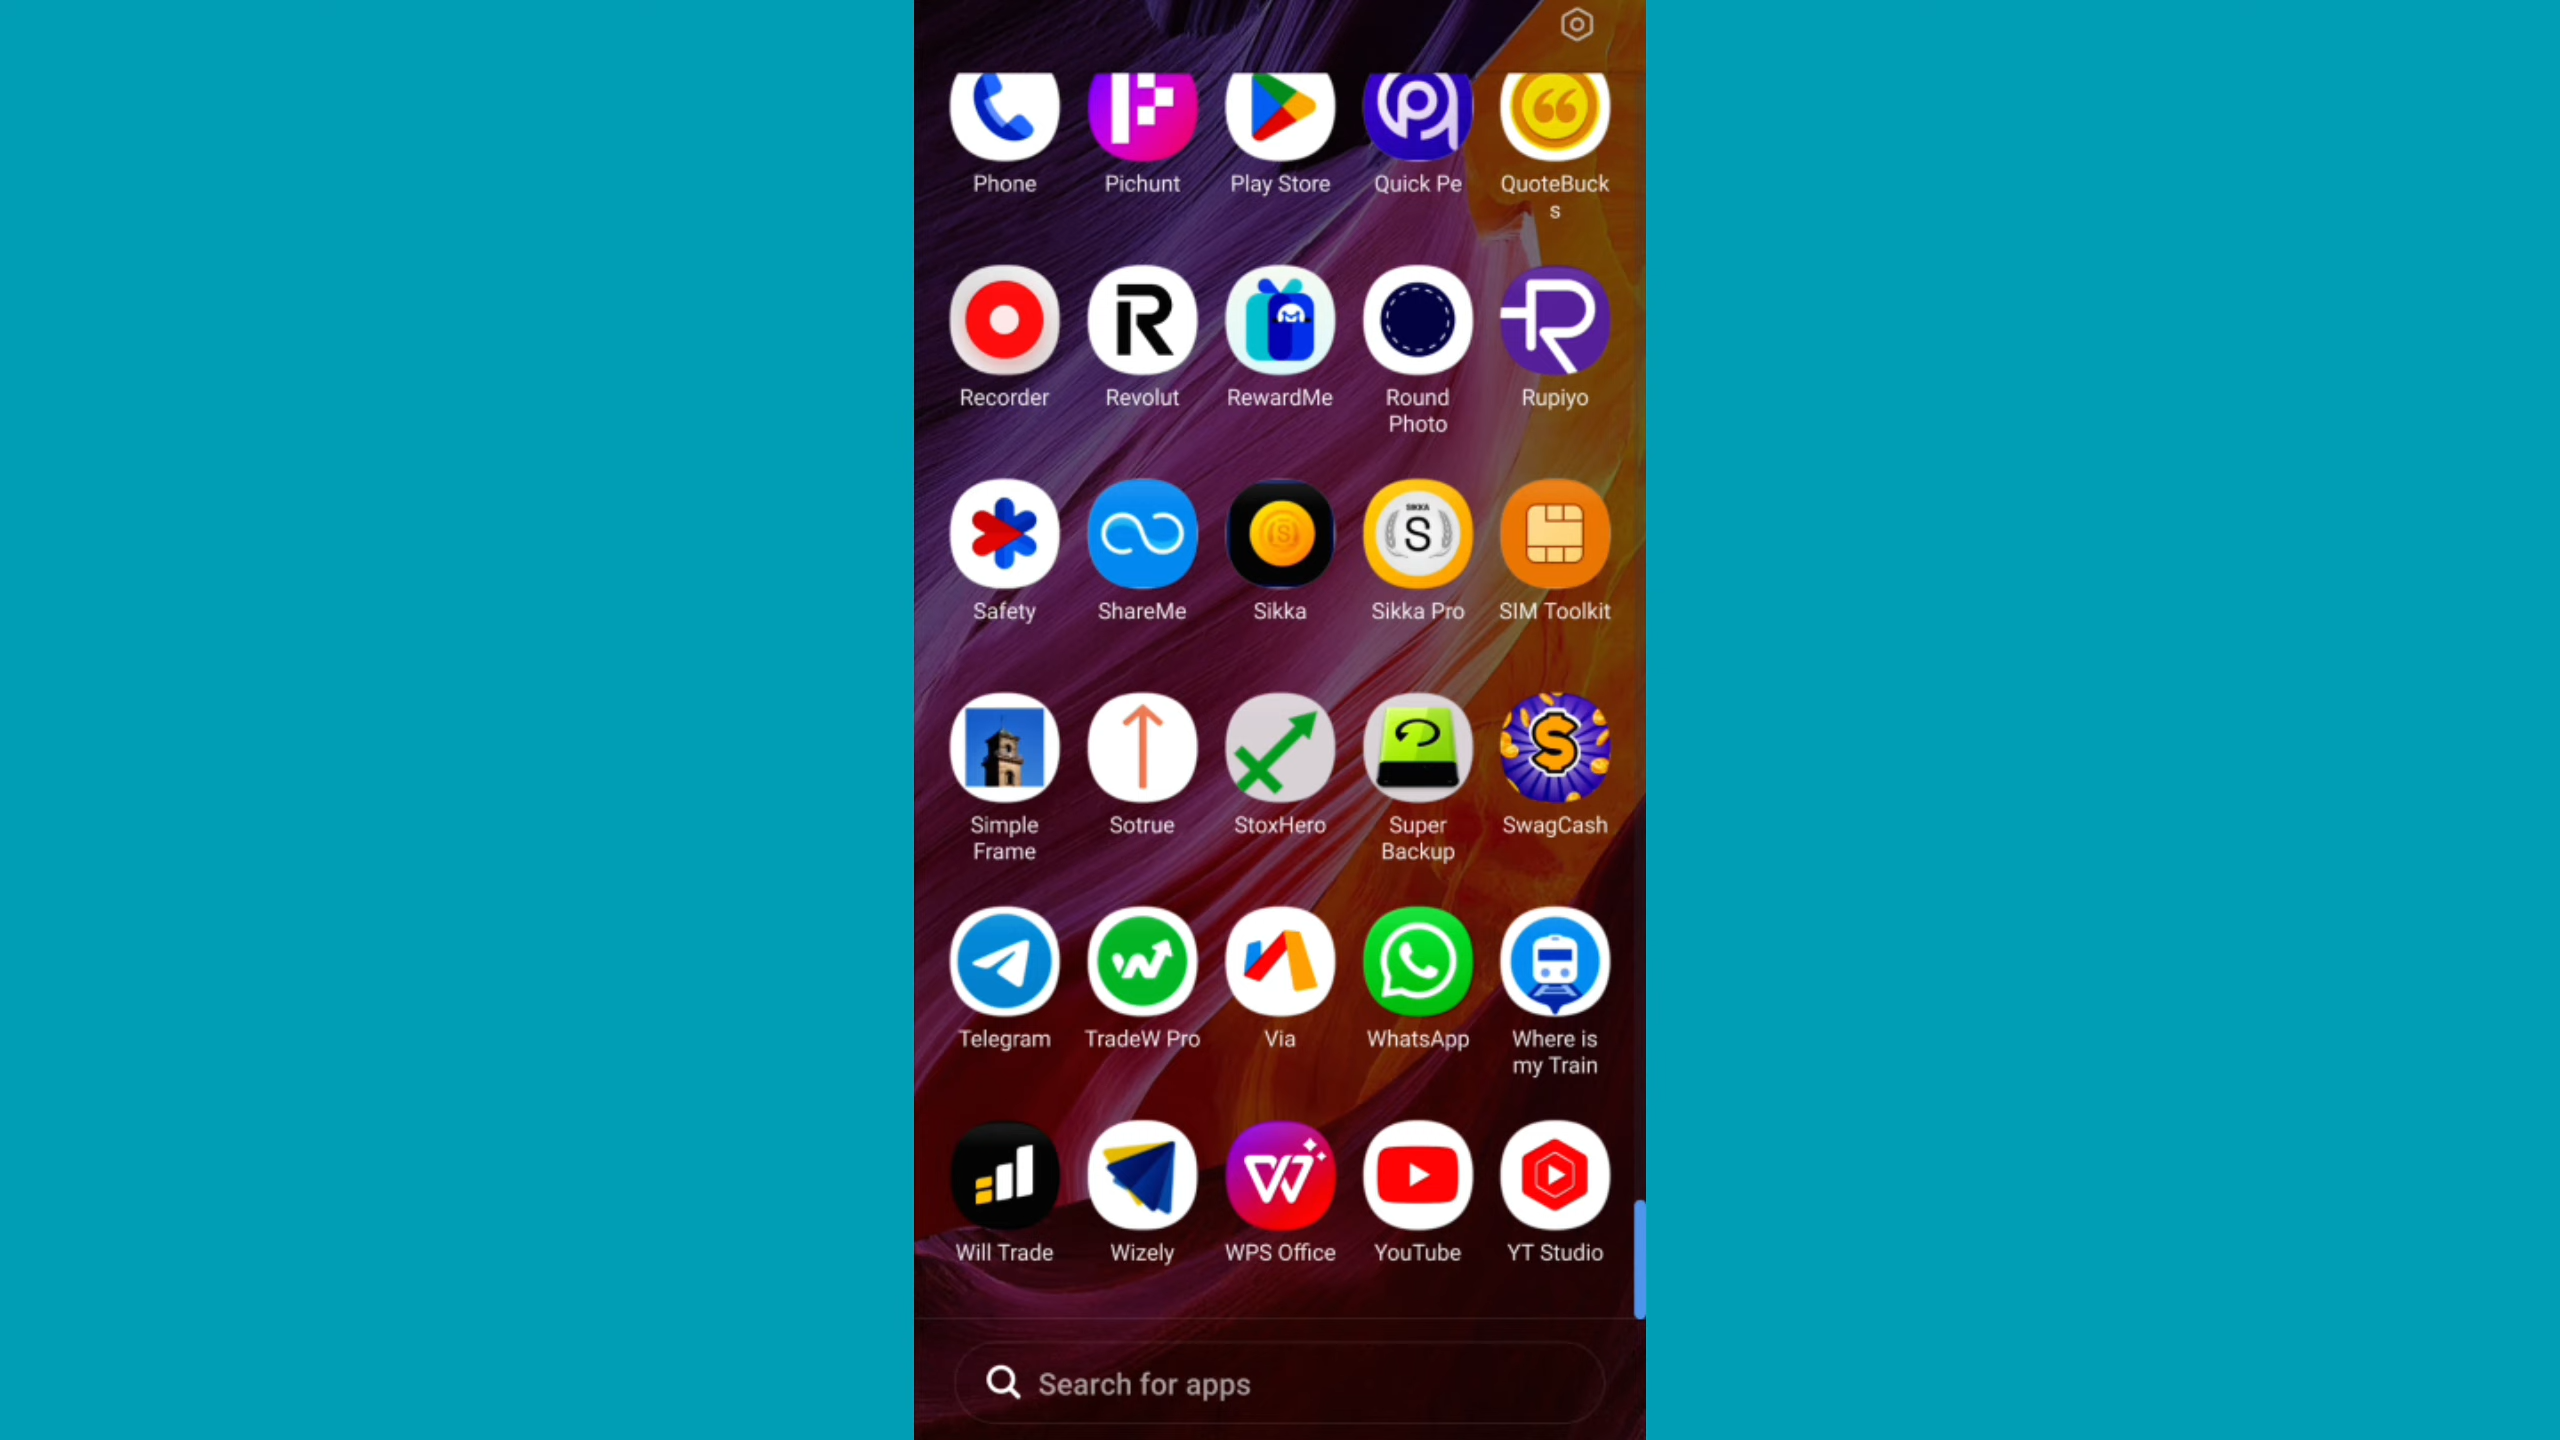 Phone Pichunt Play Store Quick Pe QuoteBuck
s
Recorder Revolut RewardMe Round Rupiyo
Photo
SIKKA
S
S
Safety ShareMe Sikka Sikka Pro SIM Toolkit
Simple Sotrue StoxHero Super SwagCash
Frame Backup
Telegram TradeW Pro Via WhatsApp Where is
my Train
Will Trade Wizely WPS Office YouTube YT Studio
Search for apps